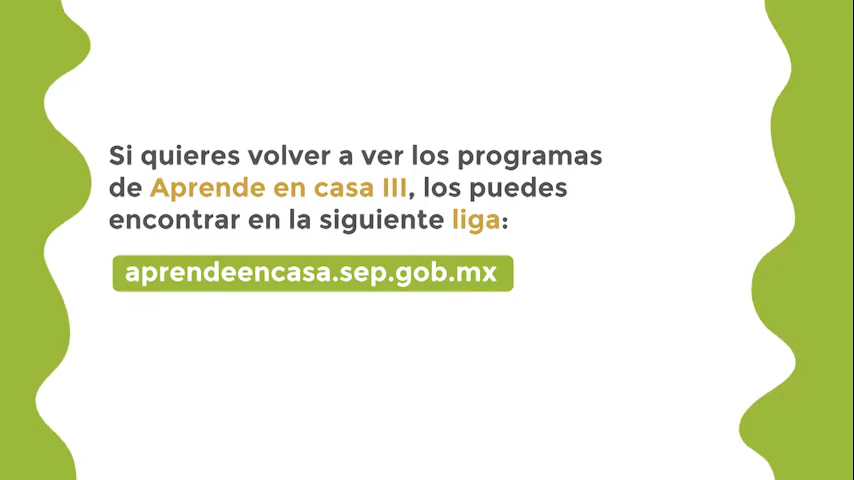 Si quieres volver a ver los programas
de Aprende en casa III, los puedes
encontrar en la siguiente liga:
aprendeencasa.sep.gob.mx